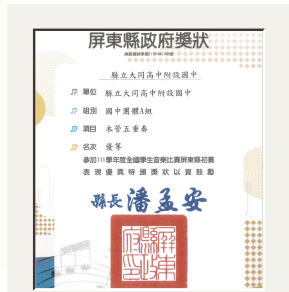 屏東縣政府獎狀
縣立大同高中附設國中
單位 縣立大同高中附設國中
組別 國中團體A組
項目 木管五重奏
名次 優等
參加111學年度全國學生音樂比賽屏東縣初賽
表現優異特頒獎狀以資鼓勵
縣長潘孟安